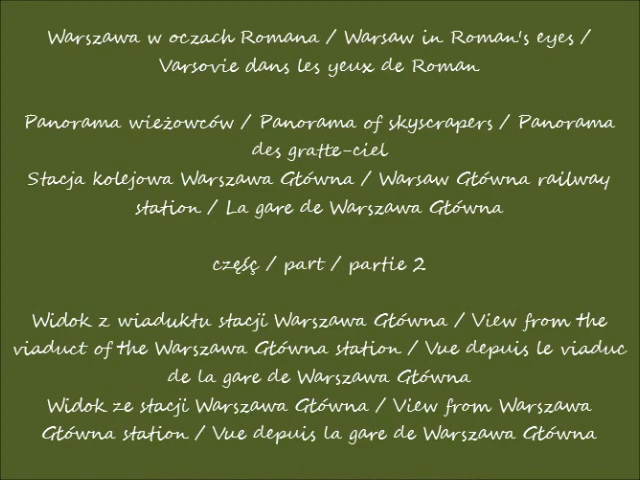 Warszawa w oczach Romana / Warsaw in Roman's eyes /
Varsovie dans les yeux de Roman
Panorama wieżowców / Panorama of skyscrapers / Panorama
des gratte-ciel
Stacja kolejowa Warszawa Główna / Warsaw Główna railway
station / La gare de Warszawa Główna
częśç / part / partie 2
Widok z wiaduktu stacji Warszawa Główna / View from the
viaduct of the Warszawa Główna station / Vue depuis le viaduc
de la gare de Warszawa Główna
Widok ze stacji Warszawa Główna / View from Warszawa
Główna station / Vue depuis la gare de Warszawa Główna